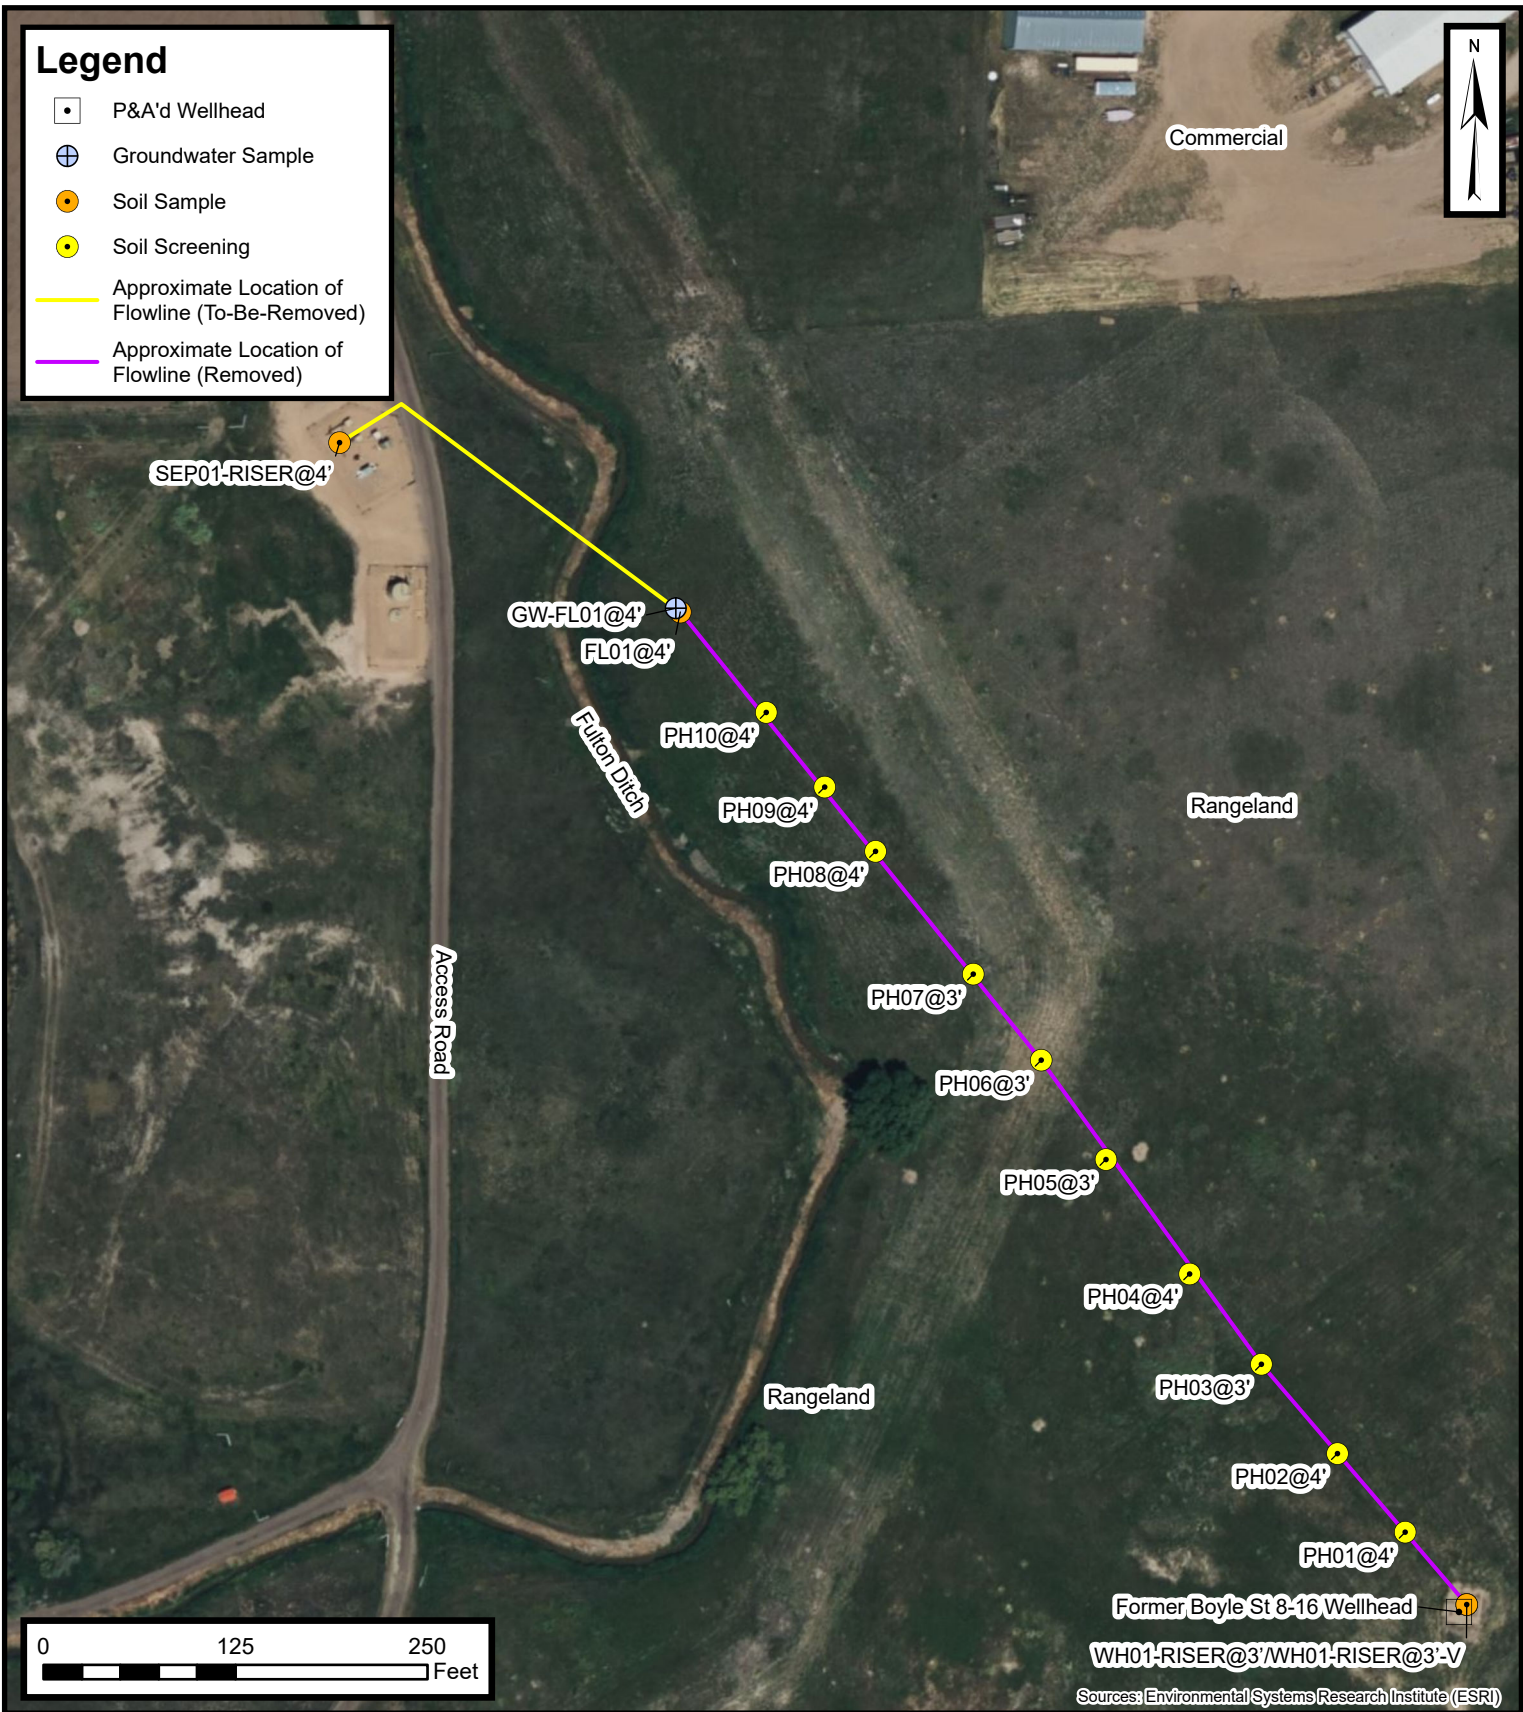 Legend
P&A'd Wellhead
Groundwater Sample
Soil Sample
Soil Screening
Approximate Location of
Flowline (To-Be-Removed)
Approximate Location of
Flowline (Removed)
N
Commercial
SEP01-RISER@4'
GW-FL01@4'
FL01@4'
PH10@4'
Fulton Ditch
PH09@4'
Rangeland
PH08@4'
Access Road
PH07@3'
PH06@3'
PH05@3'
PH04@4'
PH03@3'
Rangeland
PH02@4'
PH01@4'
Former Boyle St 8-16 Wellhead
WH01-RISER@3'/WH01-RISER@3'-V
0 125 250
Feet
Sources: Environmental Systems Research Institute (ESRI)